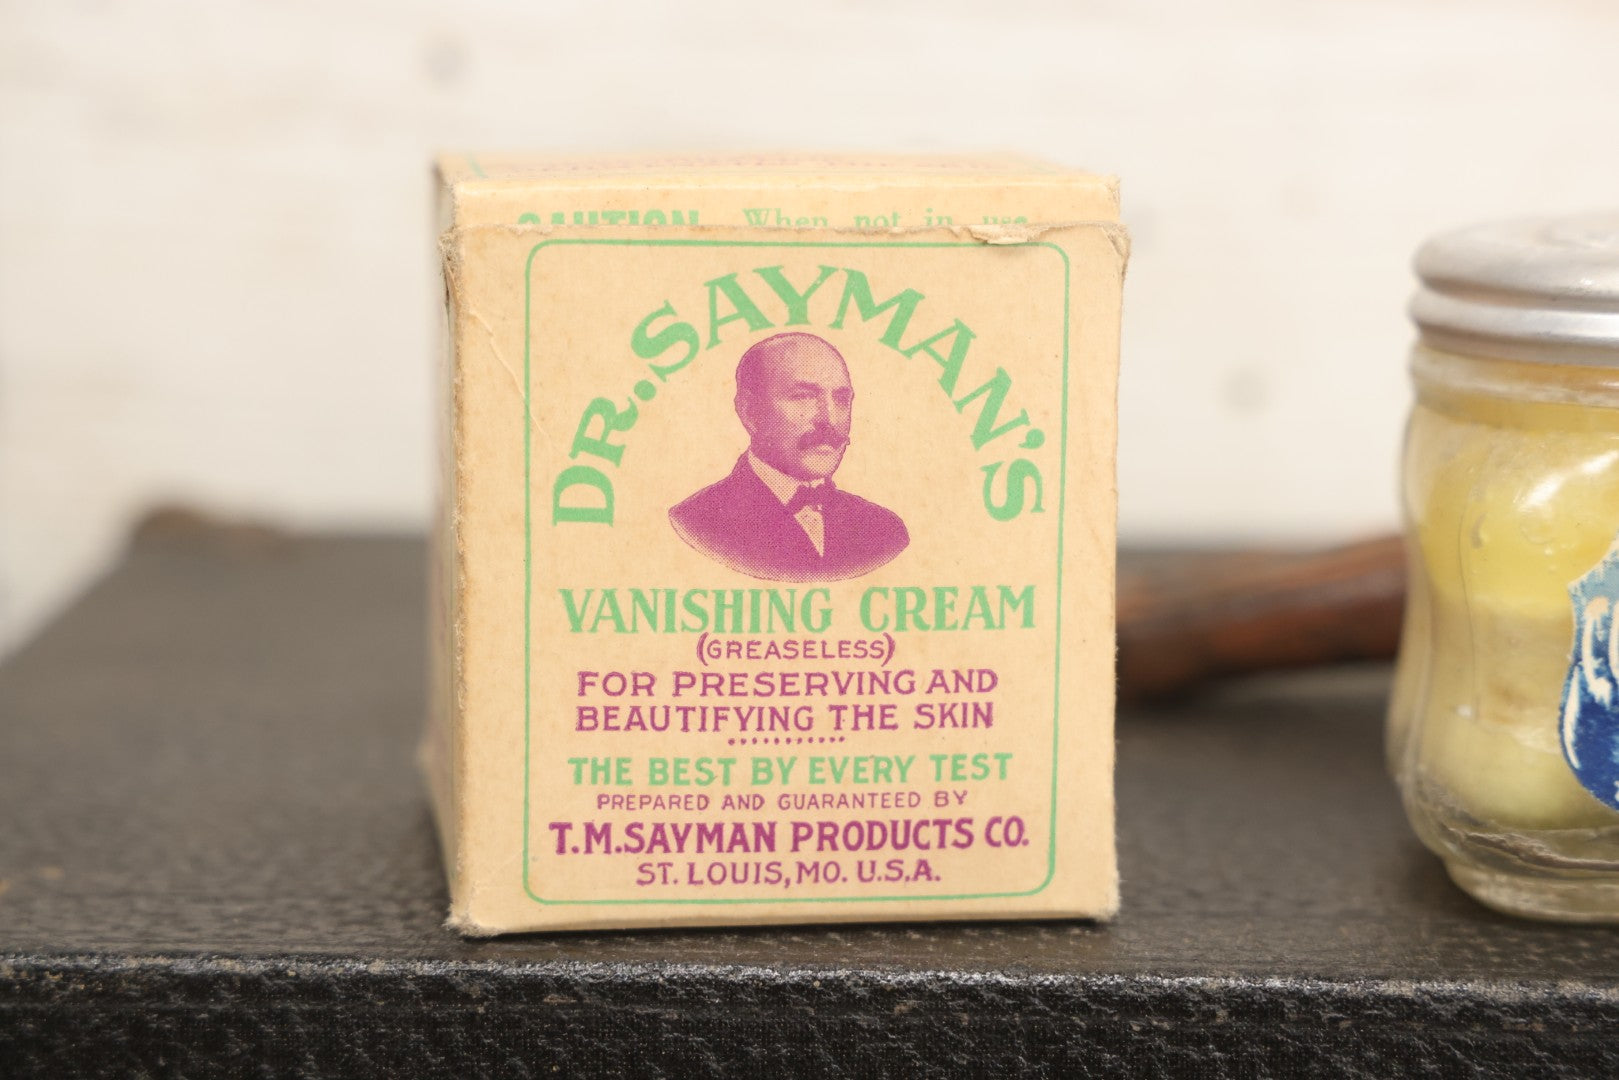 CAUTION When not in use
DR. SAYMAN'S
VANISHING CREAM
(GREASELESS)
FOR PRESERVING AND
BEAUTIFYING THE SKIN
THE BEST BY EVERY TEST
PREPARED AND GUARANTEED BY
T.M.SAYMAN PRODUCTS CO.
ST. LOUIS, MO. U.S.A.